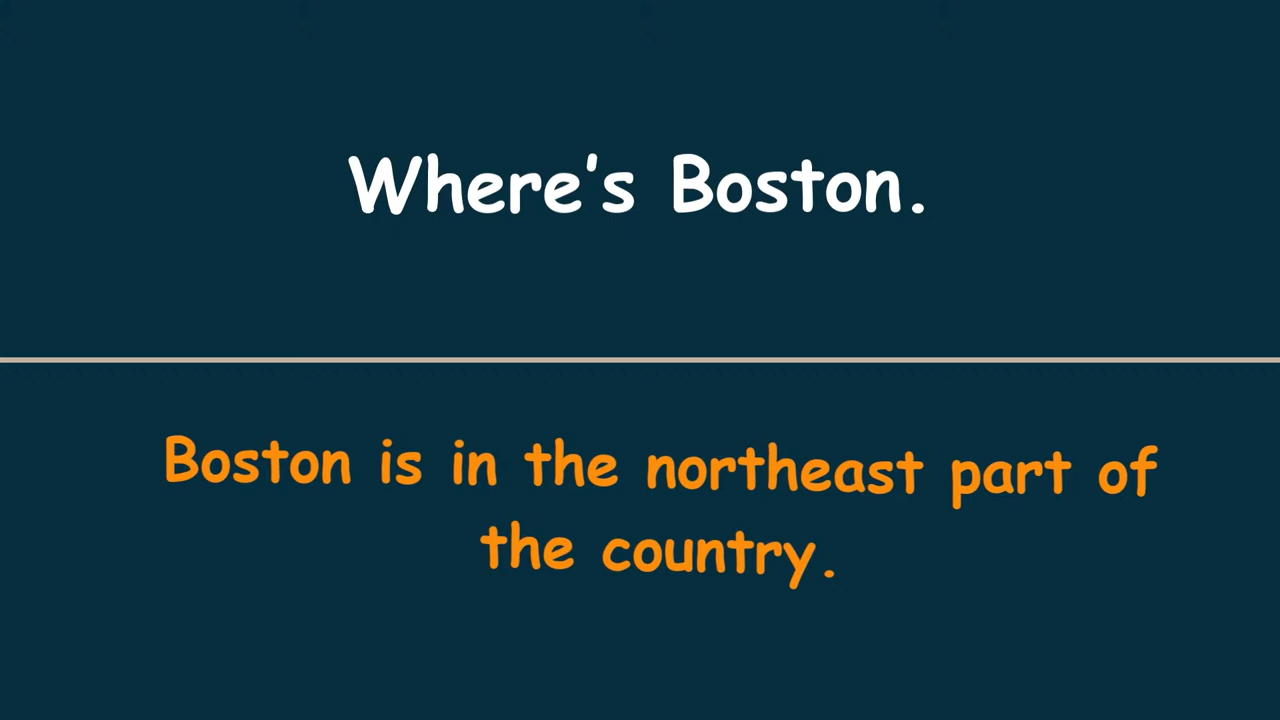 Where's Boston.
Boston is in the northeast part of
the country.